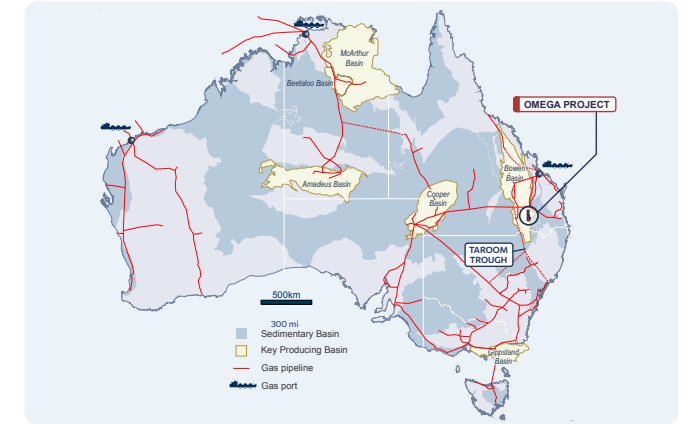 McArthur
Basin
Beetaloo Basin
OMEGA PROJECT
Bowen
Basin
Amadeus Basin
Cooper
Basin
TAROOM
TROUGH
500km
300 mi
Sedimentary Basin
Key Producing Basin
Gas pipeline
Gas port
Gippsland
Basin